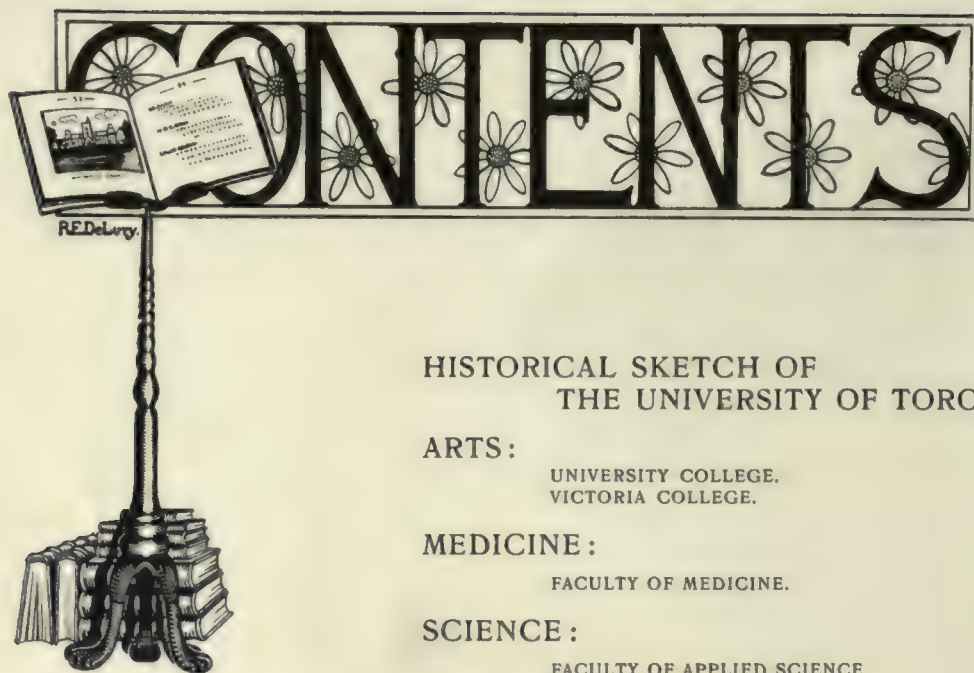 CONTENTS
R.F. DeLury.
HISTORICAL SKETCH OF
THE UNIVERSITY OF TORO
ARTS:
UNIVERSITY COLLEGE.
VICTORIA COLLEGE.
MEDICINE:
FACULTY OF MEDICINE.
SCIENCE:
FACULTY OF APPLIED SCIENCE